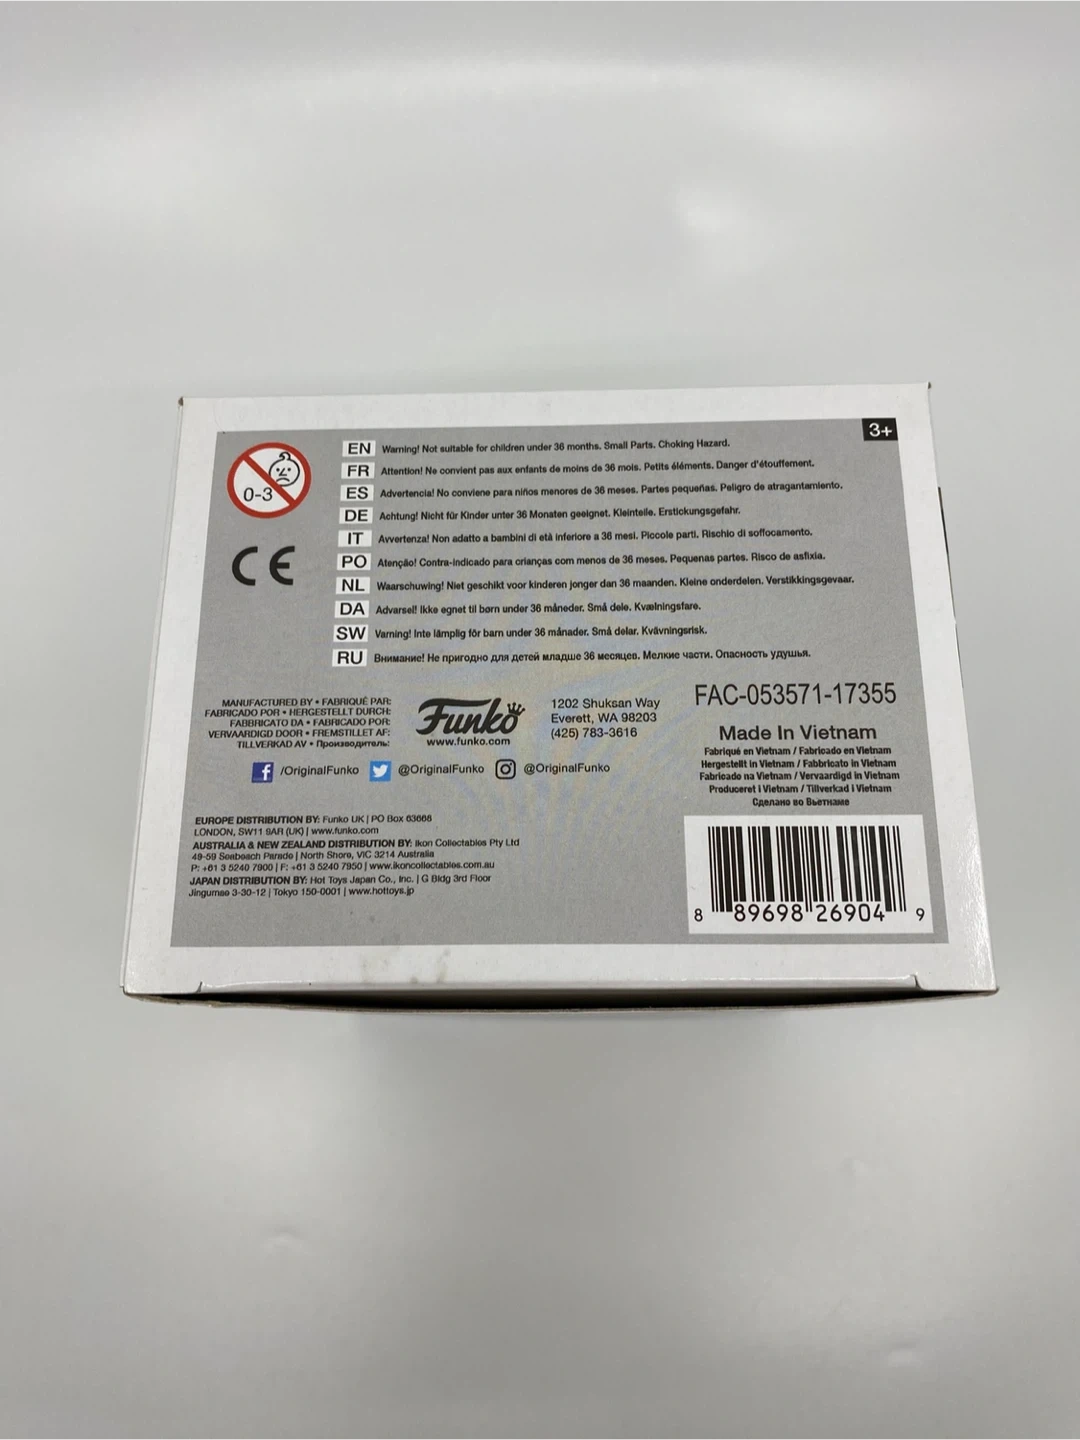 3+
0-3
EN Warning! Not suitable for children under 36 months. Small Parts. Choking Hazard.
FR Attention! Ne convient pas aux enfants de moins de 36 mois. Petits éléments. Danger d'étouffement.
ES Advertencia! No conviene para niños menores de 36 meses. Partes pequeñas. Peligro de atragantamiento.
DE Achtung! Nicht für Kinder unter 36 Monaten geeignet. Kleinteile. Erstickungsgefahr.
IT Avvertenza! Non adatto a bambini di età inferiore a 36 mesi. Piccole parti. Rischio di soffocamento.
CE
PO Atenção! Contra-indicado para crianças com menos de 36 meses. Pequenas partes. Risco de asfixia.
NL Waarschuwing! Niet geschikt voor kinderen jonger dan 36 maanden. Kleine onderdelen. Verstikkingsgevaar.
DA Advarsel! Ikke egnet til børn under 36 måneder. Små dele. Kvælningsfare.
SW Varning! Inte lämplig för barn under 36 månader. Små delar. Kvävningsrisk.
RU Внимание! Не пригодно для детей младше 36 месяцев. Мелкие части. Опасность удушья.
MANUFACTURED BY • FABRIQUÉ PAR:
FABRICADO POR • HERGESTELLT DURCH:
FABBRICATO DA • FABRICADO POR:
VERVAARDIGD DOOR • FREMSTILLET AF:
TILLVERKAD AV • Производитель:
Funko
www.funko.com
1202 Shuksan Way
Everett, WA 98203
(425) 783-3616
f /OriginalFunko @OriginalFunko @OriginalFunko
FAC-053571-17355
Made In Vietnam
Fabriqué en Vietnam / Fabricado en Vietnam
Hergestellt in Vietnam / Fabbricato in Vietnam
Fabricado na Vietnam / Vervaardigd in Vietnam
Produceret i Vietnam / Tillverkad i Vietnam
Сделано во Вьетнаме
EUROPE DISTRIBUTION BY: Funko UK | PO Box 63666
LONDON, SW11 9AR (UK) | www.funko.com
AUSTRALIA & NEW ZEALAND DISTRIBUTION BY: Ikon Collectables Pty Ltd
49-59 Seabeach Parade | North Shore, VIC 3214 Australia
P: +61 3 5240 7900 | F: +61 3 5240 7950 | www.ikoncollectables.com.au
JAPAN DISTRIBUTION BY: Hot Toys Japan Co., Inc. | G Bldg 3rd Floor
Jingumae 3-30-12 | Tokyo 150-0001 | www.hottoys.jp
8 89698 26904 9